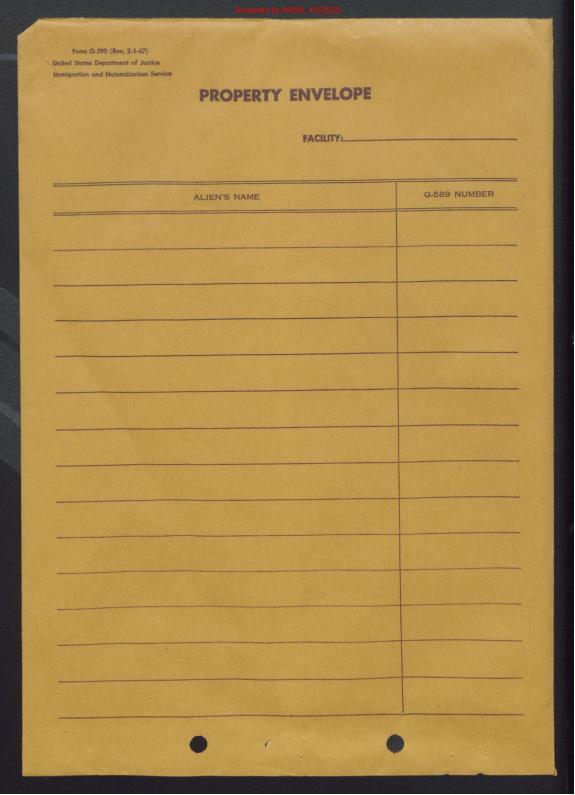 Scanned by NARA, 4/3/2023
Form G-590 (Rev. 2-1-67)
United States Department of Justice
Immigration and Naturalization Service
PROPERTY ENVELOPE
FACILITY:
ALIEN'S NAME
G-589 NUMBER